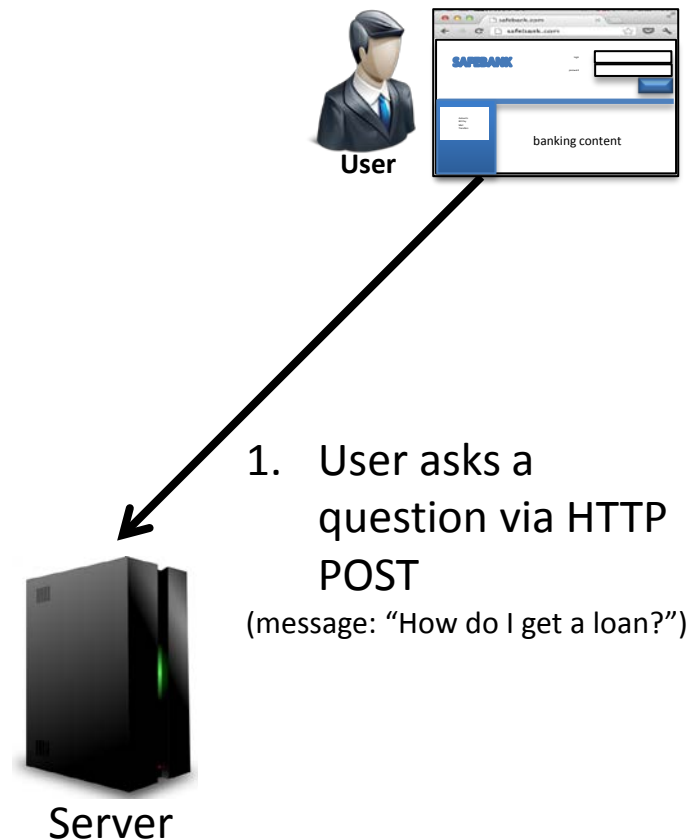 safebank.com
safebank.com
SAFEBANK
banking content
User
1. User asks a
question via HTTP
POST
(message: “How do I get a loan?”)
Server